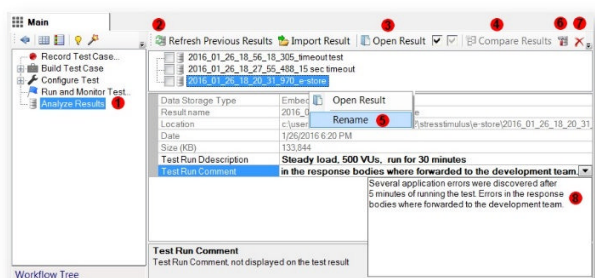 Main
2
3
4
6
7
Refresh Previous Results Import Result Open Result Compare Results
Record Test Case...
Build Test Case
Configure Test
Run and Monitor Test...
Analyze Results 1
2016_01_26_18_56_18_305_timeouttest
2016_01_26_18_27_55_488_15 sec timeout
2016_01_26_18_20_31_970_e-store
Open Result
Rename 5
Data Storage Type
Result name 2016_0
Location c:\user \stresstimulus\e-store\2016_01_26_18_20_31_
Date 1/26/2016 6:20 PM
Size (KB) 133,844
Test Run Ddescription Steady load, 500 VUs, run for 30 minutes
Test Run Comment in the response bodies where forwarded to the development team.
Several application errors were discovered after
5 minutes of running the test. Errors in the response
bodies where forwarded to the development team.
8
Test Run Comment
Test Run Comment, not displayed on the test result
Workflow Tree